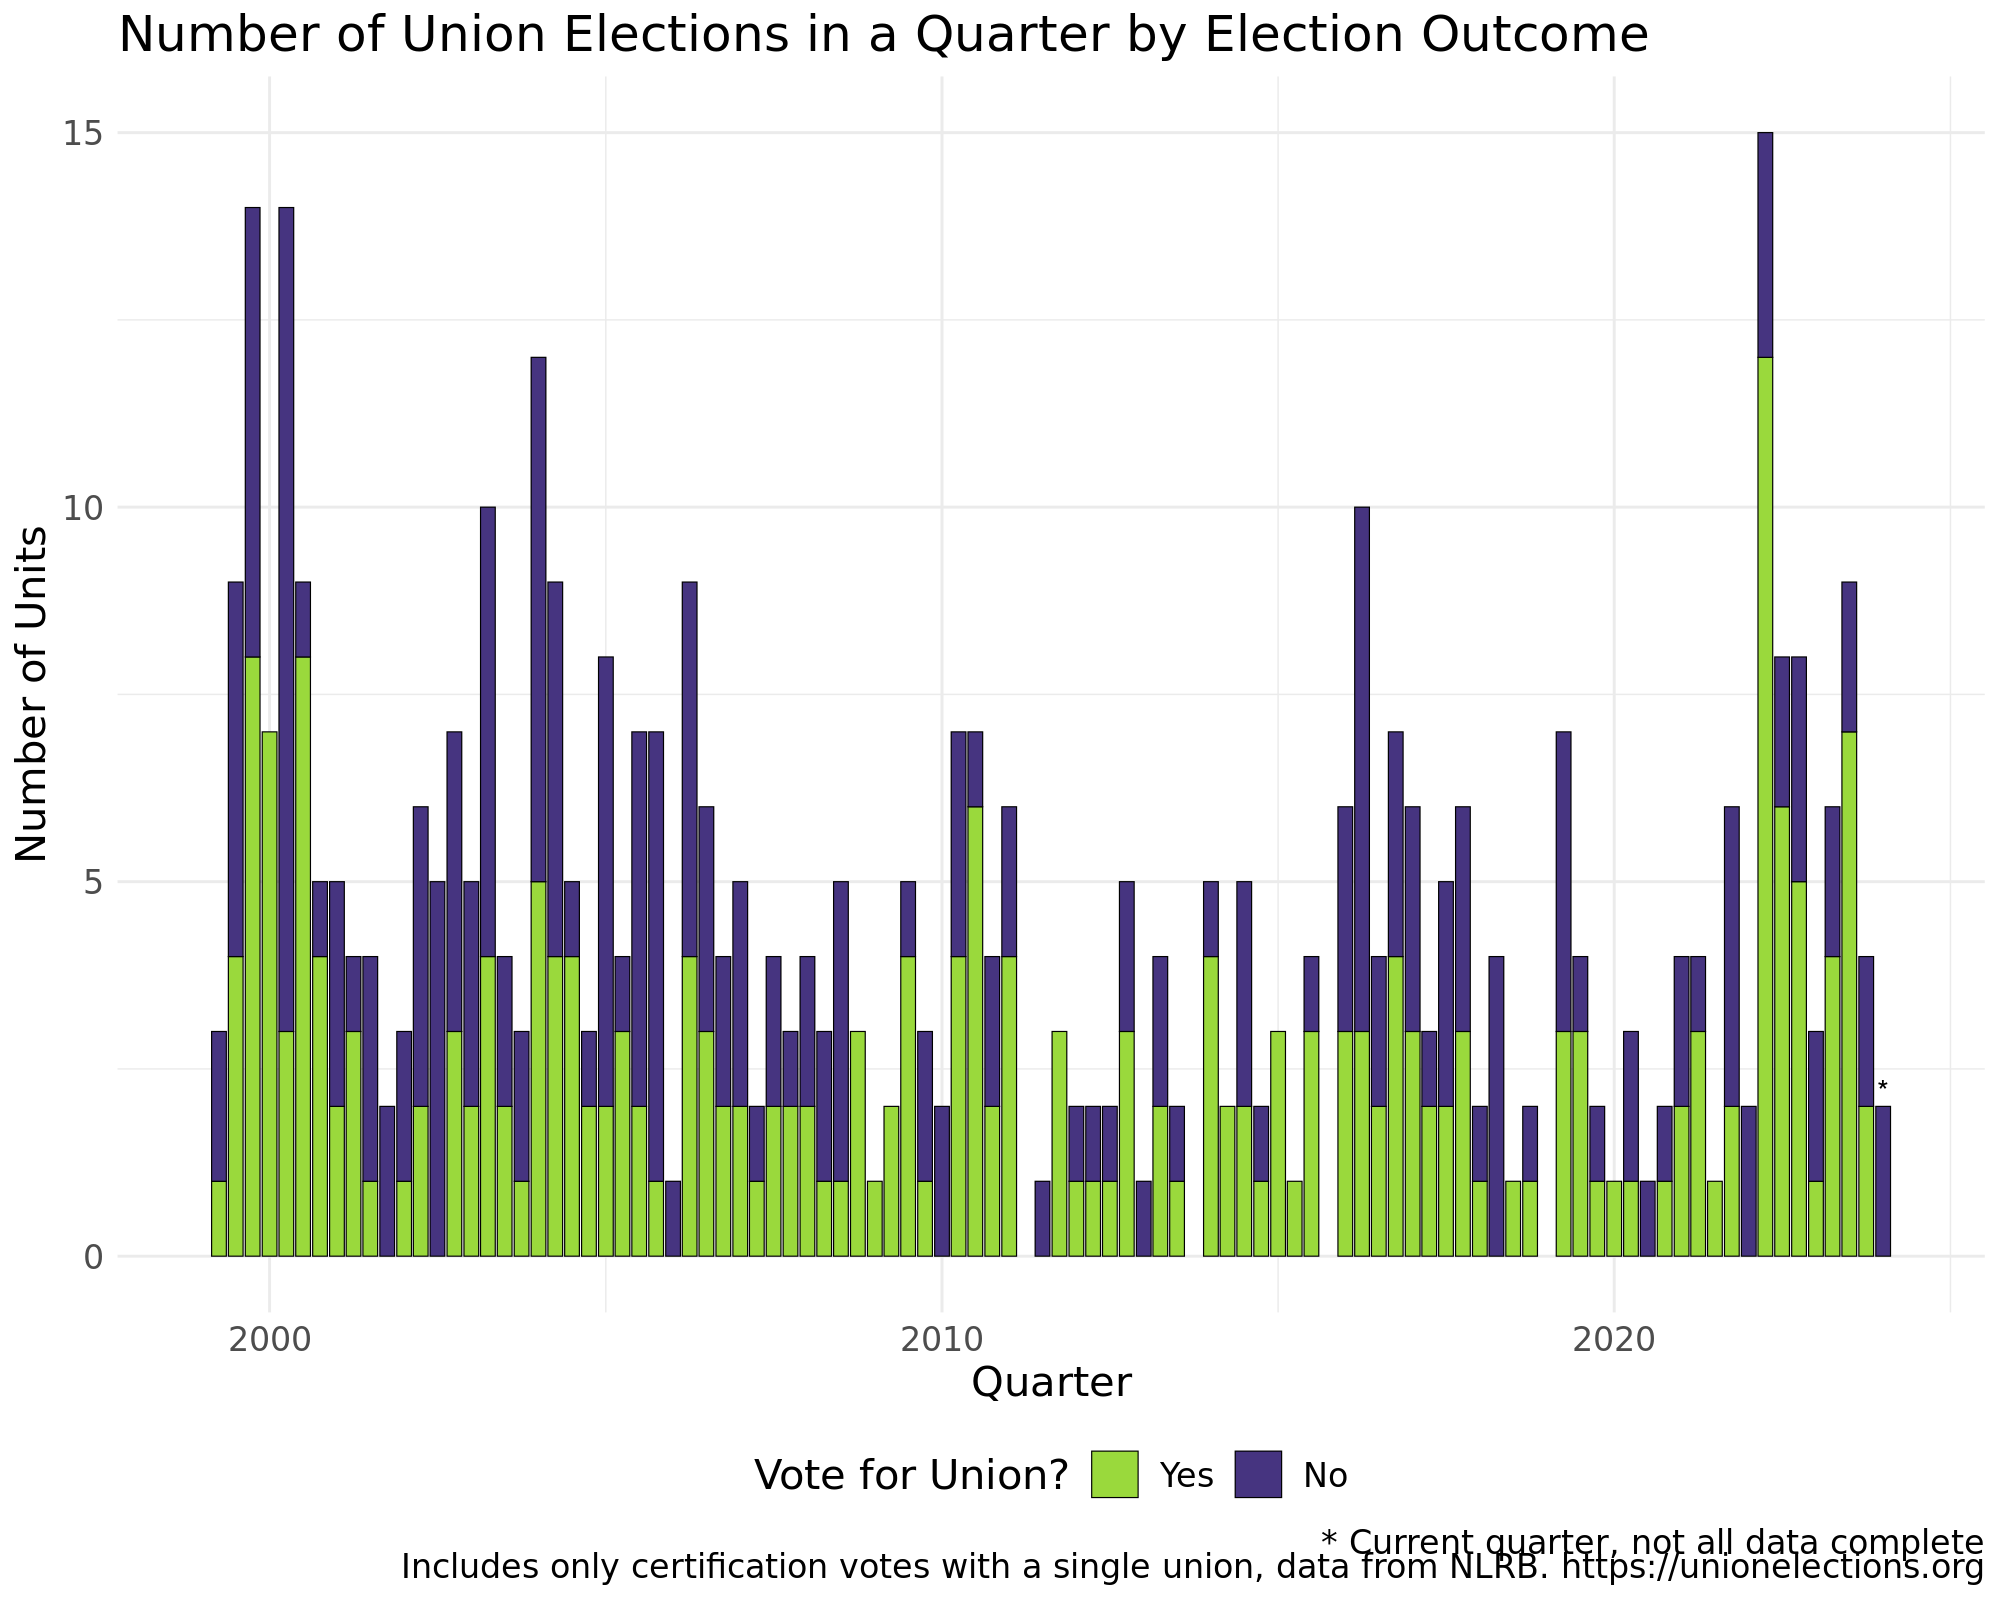 Number of Union Elections in a Quarter by Election Outcome
15
10
5
0
Number of Units
*
2000 2010 2020
Quarter
Vote for Union? Yes No
* Current quarter, not all data complete
Includes only certification votes with a single union, data from NLRB. https://unionelections.org